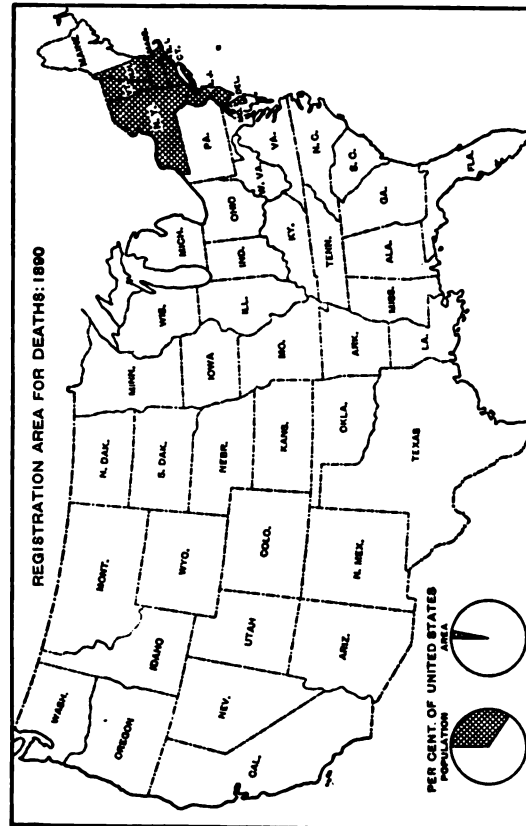 REGISTRATION AREA FOR DEATHS: 1890
WASH.
OREGON
CAL.
NEV.
IDAHO
UTAH
ARIZ.
MONT.
WYO.
COLO.
N. MEX.
N. DAK.
S. DAK.
NEBR.
KANS.
OKLA.
TEXAS
MINN.
IOWA
MO.
ARK.
LA.
WIS.
ILL.
MISS.
MICH.
IND.
OHIO
KY.
TENN.
ALA.
GA.
FLA.
S. C.
N. C.
VA.
W. VA.
PA.
N. Y.
MAINE
CT.
DEL.
PER CENT. OF UNITED STATES
POPULATION
AREA